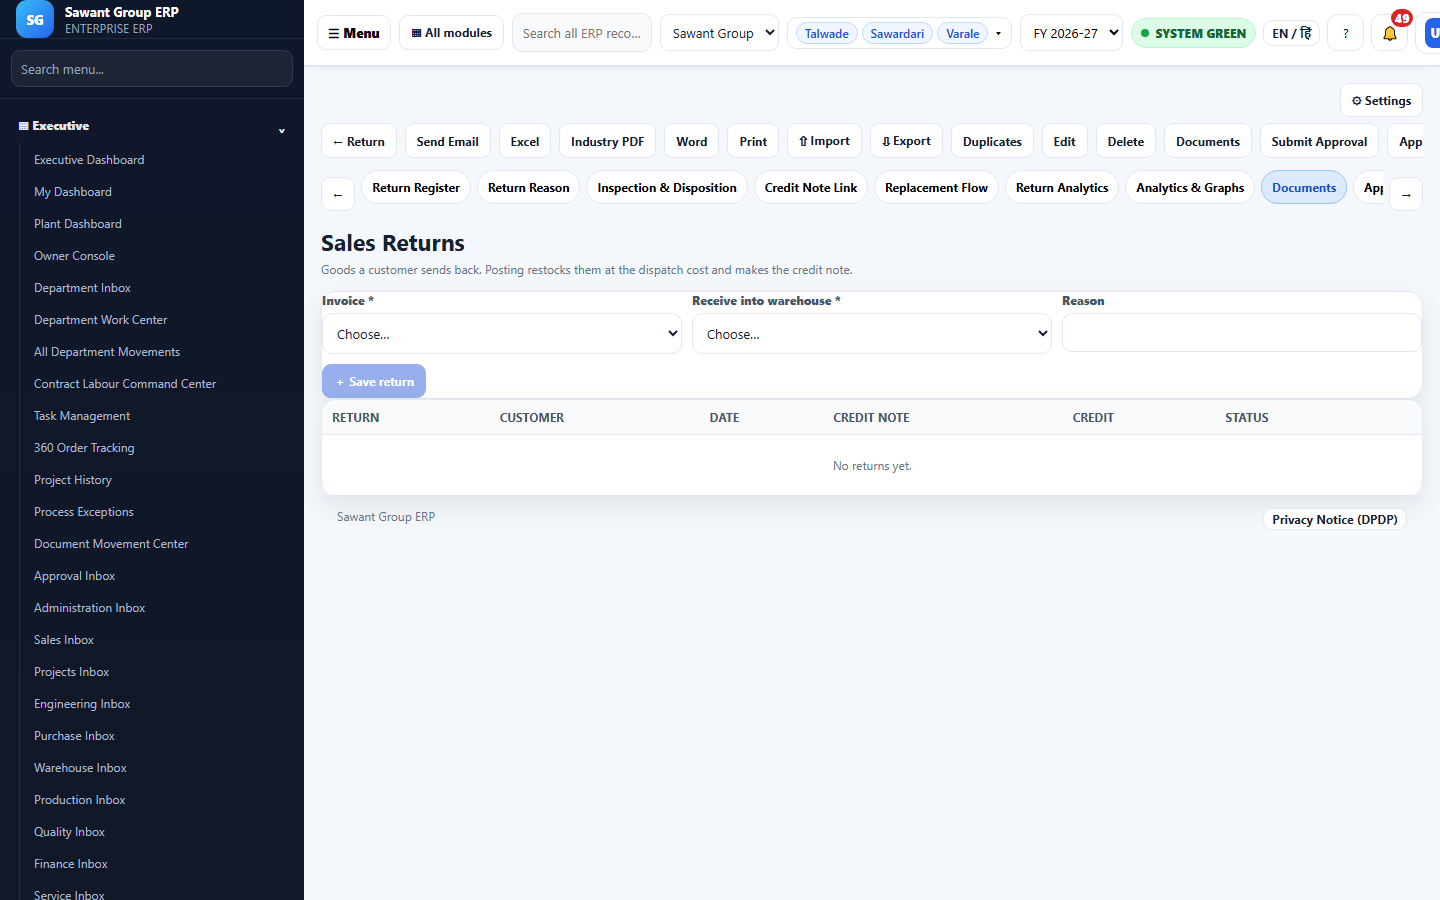 SG
Sawant Group ERP
ENTERPRISE ERP
Search menu...
Executive
Executive Dashboard
My Dashboard
Plant Dashboard
Owner Console
Department Inbox
Department Work Center
All Department Movements
Contract Labour Command Center
Task Management
360 Order Tracking
Project History
Process Exceptions
Document Movement Center
Approval Inbox
Administration Inbox
Sales Inbox
Projects Inbox
Engineering Inbox
Purchase Inbox
Warehouse Inbox
Production Inbox
Quality Inbox
Finance Inbox
Service Inbox
☰ Menu
All modules
Search all ERP reco...
Sawant Group
Talwade Sawardari Varale
FY 2026-27
SYSTEM GREEN
EN / हिं
?
49
U
⚙ Settings
← Return
Send Email
Excel
Industry PDF
Word
Print
⇧ Import
⇩ Export
Duplicates
Edit
Delete
Documents
Submit Approval
App
←
Return Register
Return Reason
Inspection & Disposition
Credit Note Link
Replacement Flow
Return Analytics
Analytics & Graphs
Documents
App
→
Sales Returns
Goods a customer sends back. Posting restocks them at the dispatch cost and makes the credit note.
Invoice * Receive into warehouse * Reason
Choose... Choose...
+ Save return
RETURN CUSTOMER DATE CREDIT NOTE CREDIT STATUS
No returns yet.
Sawant Group ERP
Privacy Notice (DPDP)